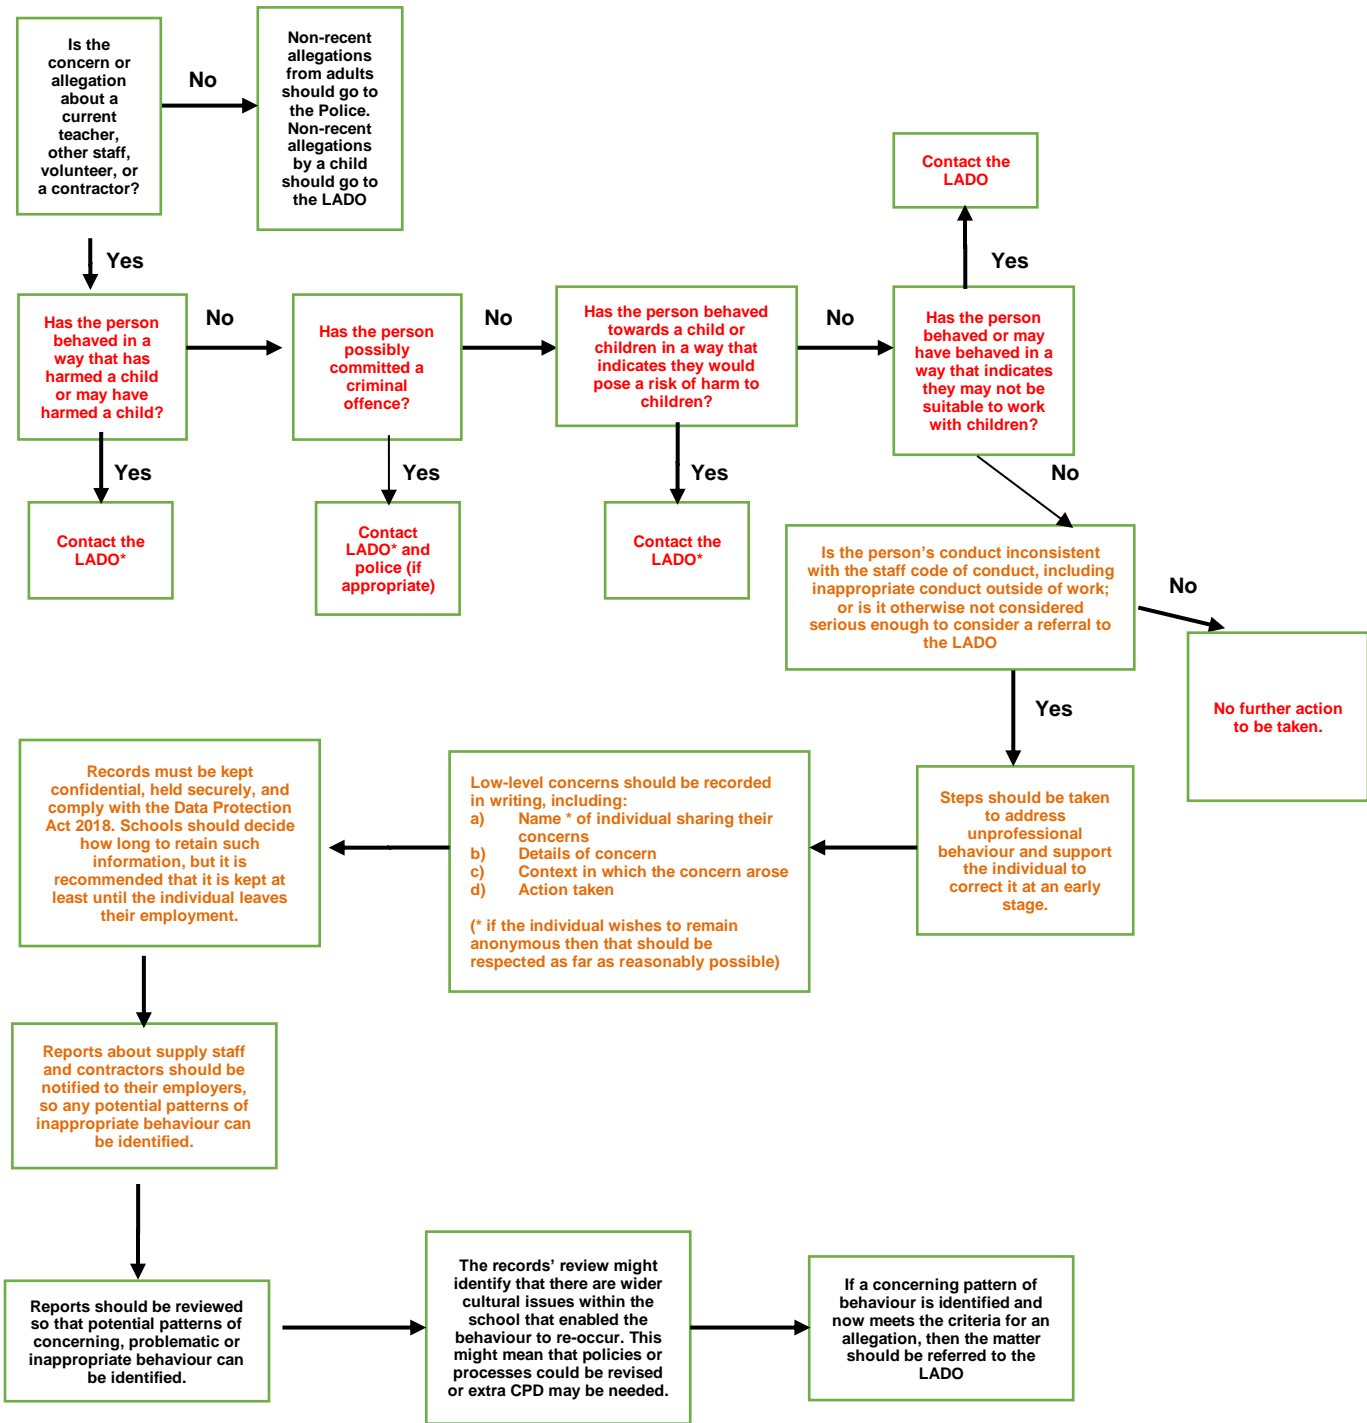 Is the
concern or
allegation
about a
current
teacher,
other staff,
volunteer, or
a contractor?
No
Non-recent
allegations
from adults
should go to
the Police.
Non-recent
allegations
by a child
should go to
the LADO
Contact the
LADO
Yes
Yes
Has the person
behaved in a
way that has
harmed a child
or may have
harmed a child?
No
Has the person
possibly
committed a
criminal
offence?
No
Has the person behaved
towards a child or
children in a way that
indicates they would
pose a risk of harm to
children?
No
Has the person
behaved or may
have behaved in a
way that indicates
they may not be
suitable to work
with children?
Yes
Yes
Yes
No
Contact the
LADO*
Contact
LADO* and
police (if
appropriate)
Contact the
LADO*
Is the person’s conduct inconsistent
with the staff code of conduct, including
inappropriate conduct outside of work;
or is it otherwise not considered
serious enough to consider a referral to
the LADO
No
No further action
to be taken.
Yes
Steps should be taken
to address
unprofessional
behaviour and support
the individual to
correct it at an early
stage.
Low-level concerns should be recorded
in writing, including:
a) Name * of individual sharing their
concerns
b) Details of concern
c) Context in which the concern arose
d) Action taken
(* if the individual wishes to remain
anonymous then that should be
respected as far as reasonably possible)
Records must be kept
confidential, held securely, and
comply with the Data Protection
Act 2018. Schools should decide
how long to retain such
information, but it is
recommended that it is kept at
least until the individual leaves
their employment.
Reports about supply staff
and contractors should be
notified to their employers,
so any potential patterns of
inappropriate behaviour can
be identified.
Reports should be reviewed
so that potential patterns of
concerning, problematic or
inappropriate behaviour can
be identified.
The records’ review might
identify that there are wider
cultural issues within the
school that enabled the
behaviour to re-occur. This
might mean that policies or
processes could be revised
or extra CPD may be needed.
If a concerning pattern of
behaviour is identified and
now meets the criteria for an
allegation, then the matter
should be referred to the
LADO